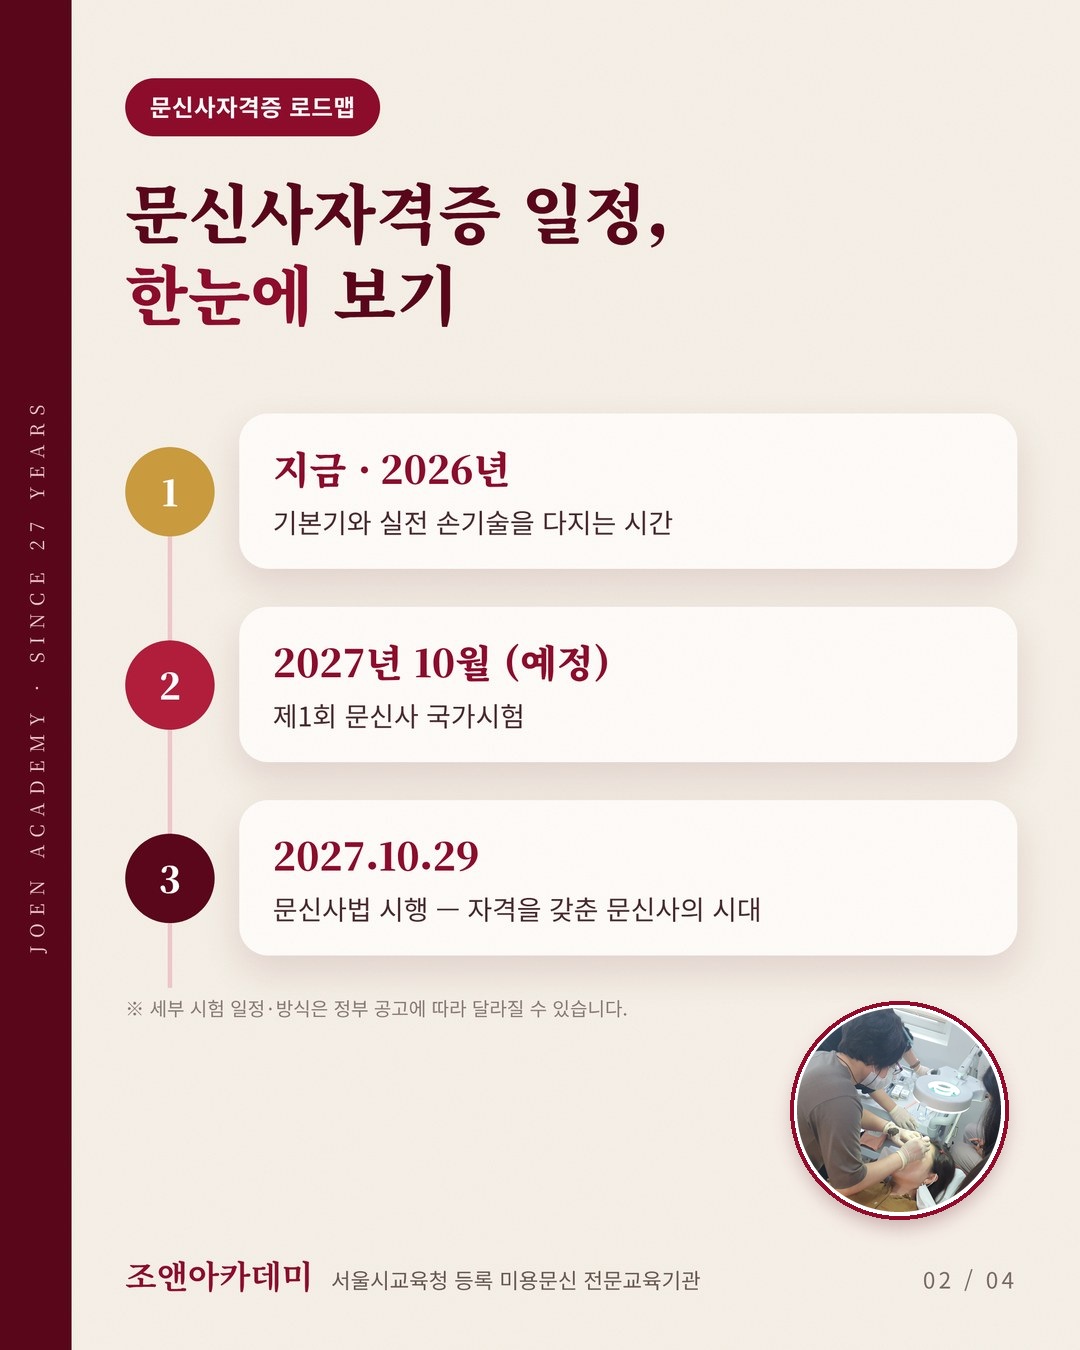 문신사자격증 로드맵
문신사자격증 일정,
한눈에 보기
JOEN ACADEMY · SINCE 27 YEARS
1
지금 · 2026년
기본기와 실전 손기술을 다지는 시간
2
2027년 10월 (예정)
제1회 문신사 국가시험
3
2027.10.29
문신사법 시행 — 자격을 갖춘 문신사의 시대
※ 세부 시험 일정·방식은 정부 공고에 따라 달라질 수 있습니다.
조앤아카데미 서울시교육청 등록 미용문신 전문교육기관
02 / 04